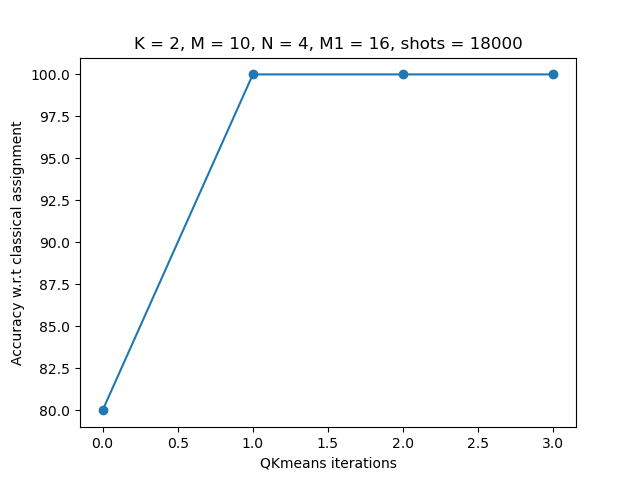 K = 2, M = 10, N = 4, M1 = 16, shots = 18000
100.0
97.5
95.0
92.5
90.0
87.5
85.0
82.5
80.0
Accuracy w.r.t classical assignment
0.0 0.5 1.0 1.5 2.0 2.5 3.0
QKmeans iterations